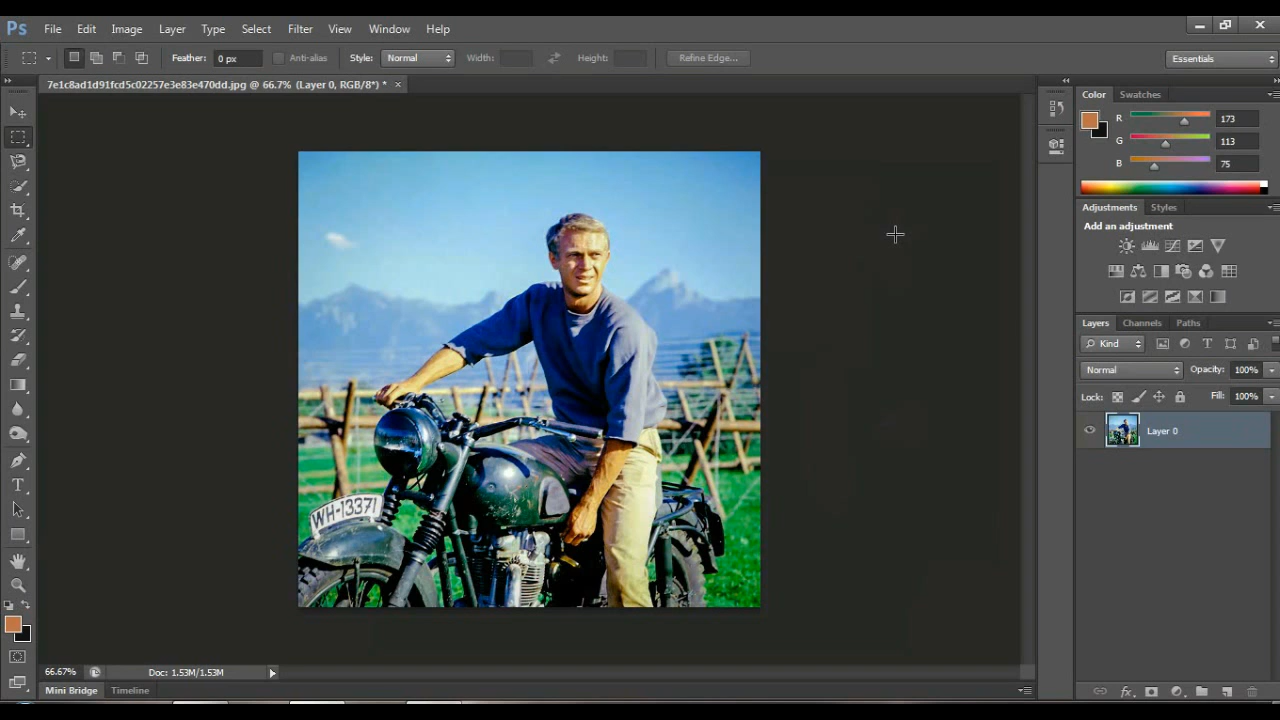 Ps File Edit Image Layer Type Select Filter View Window Help
Feather: 0 px Anti-alias Style: Normal Width: Height: Refine Edge... Essentials
7e1c8ad1d91fcd5c02257e3e83e470dd.jpg @ 66.7% (Layer 0, RGB/8*) * ×
Color Swatches
R 173
G 113
B 75
Adjustments Styles
Add an adjustment
Layers Channels Paths
Kind
Normal Opacity: 100%
Lock: Fill: 100%
Layer 0
WH-13371
66.67% Doc: 1.53M/1.53M
Mini Bridge Timeline